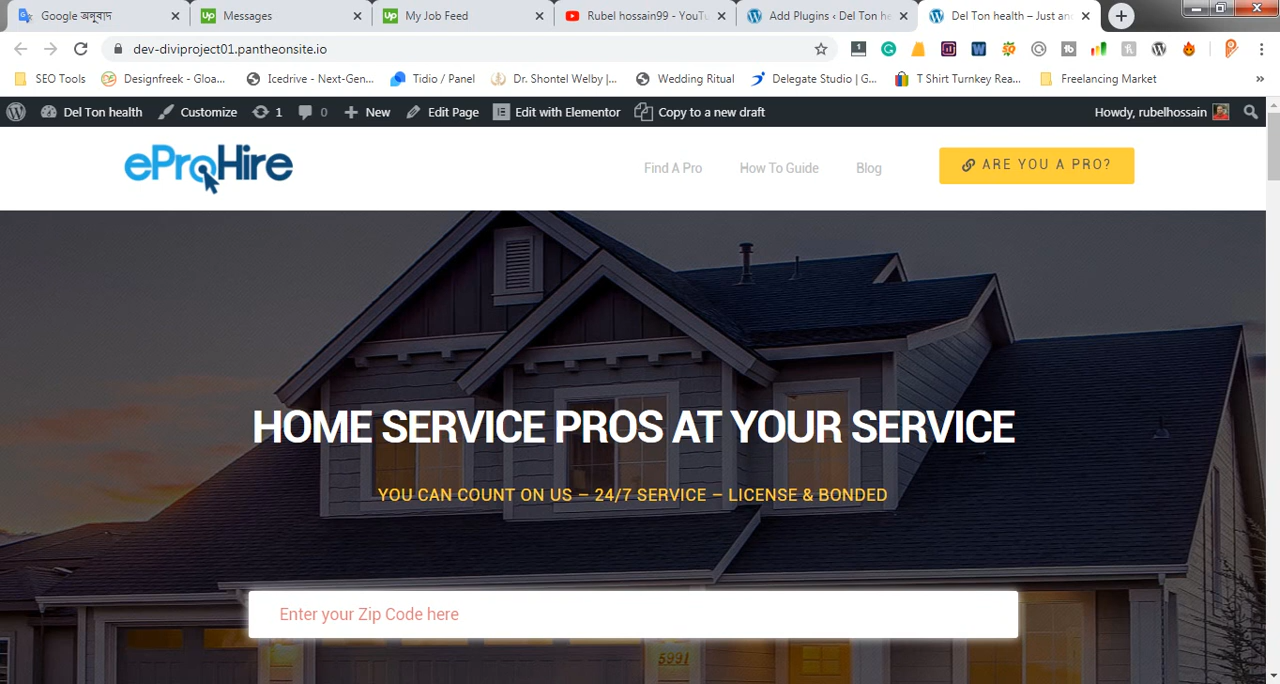 Google অনুবাদ
Messages
My Job Feed
Rubel hossain99 - YouTu
Add Plugins ‹ Del Ton he
Del Ton health – Just an
dev-diviproject01.pantheonsite.io
SEO Tools
Designfreek - Gloa...
Icedrive - Next-Gen...
Tidio / Panel
Dr. Shontel Welby |...
Wedding Ritual
Delegate Studio | G...
T Shirt Turnkey Rea...
Freelancing Market
»
Del Ton health
Customize
1
0
New
Edit Page
Edit with Elementor
Copy to a new draft
Howdy, rubelhossain
eProHire
Find A Pro
How To Guide
Blog
ARE YOU A PRO?
HOME SERVICE PROS AT YOUR SERVICE
YOU CAN COUNT ON US – 24/7 SERVICE – LICENSE & BONDED
Enter your Zip Code here
5991